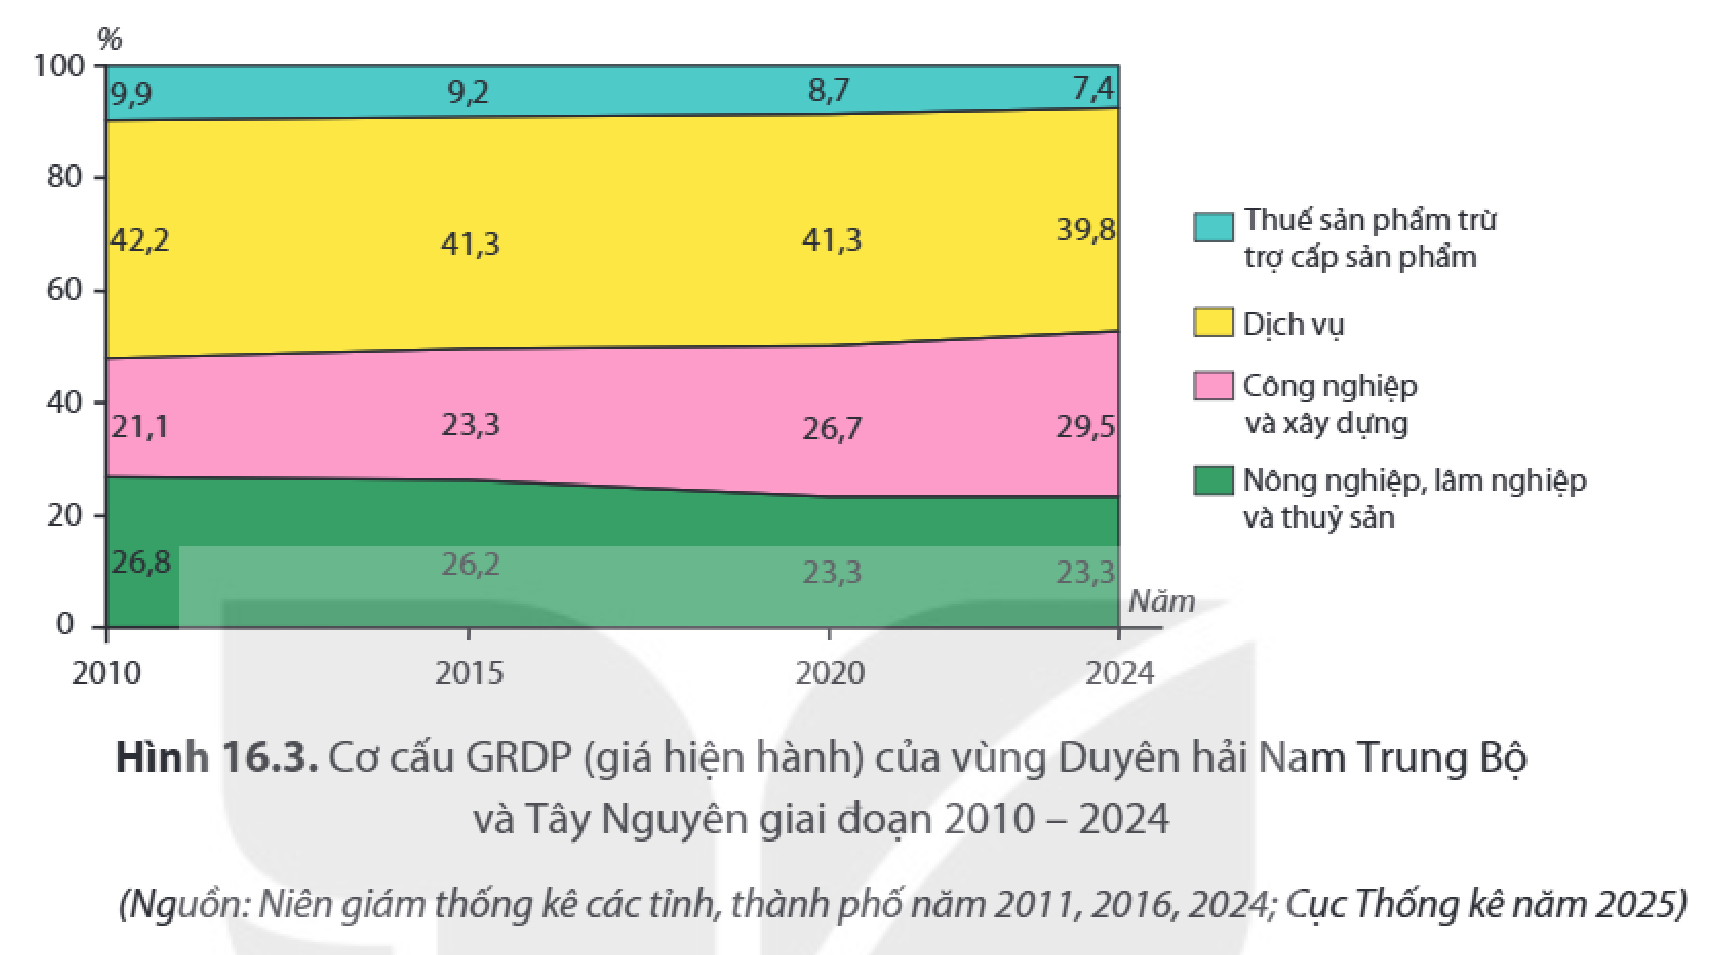 %
100
9,9
9,2
8,7
7,4
80
42,2
41,3
41,3
39,8
60
40
21,1
23,3
26,7
29,5
20
26,8
26,2
23,3
23,3
0
Năm
2010
2015
2020
2024
Thuế sản phẩm trừ
trợ cấp sản phẩm
Dịch vụ
Công nghiệp
và xây dựng
Nông nghiệp, lâm nghiệp
và thuỷ sản
Hình 16.3. Cơ cấu GRDP (giá hiện hành) của vùng Duyên hải Nam Trung Bộ
và Tây Nguyên giai đoạn 2010 – 2024
(Nguồn: Niên giám thống kê các tỉnh, thành phố năm 2011, 2016, 2024; Cục Thống kê năm 2025)